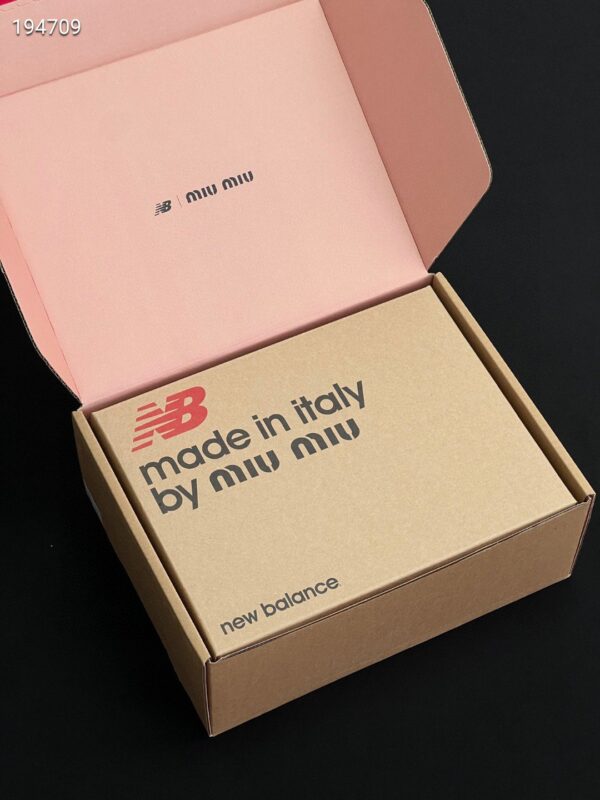 194709
NB | miu miu
NB
made in italy
by miu miu
new balance